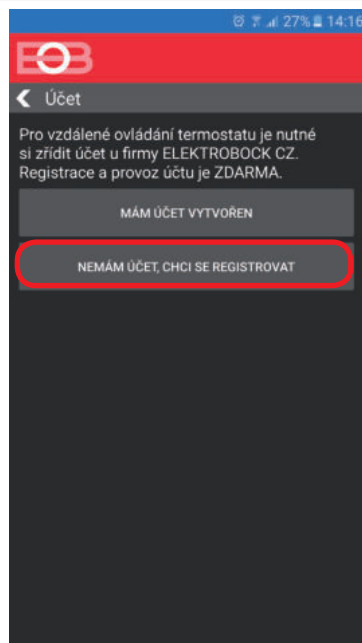 27% 14:16
EOB
Účet
Pro vzdálené ovládání termostatu je nutné
si zřídit účet u firmy ELEKTROBOCK CZ.
Registrace a provoz účtu je ZDARMA.
MÁM ÚČET VYTVOŘEN
NEMÁM ÚČET, CHCI SE REGISTROVAT